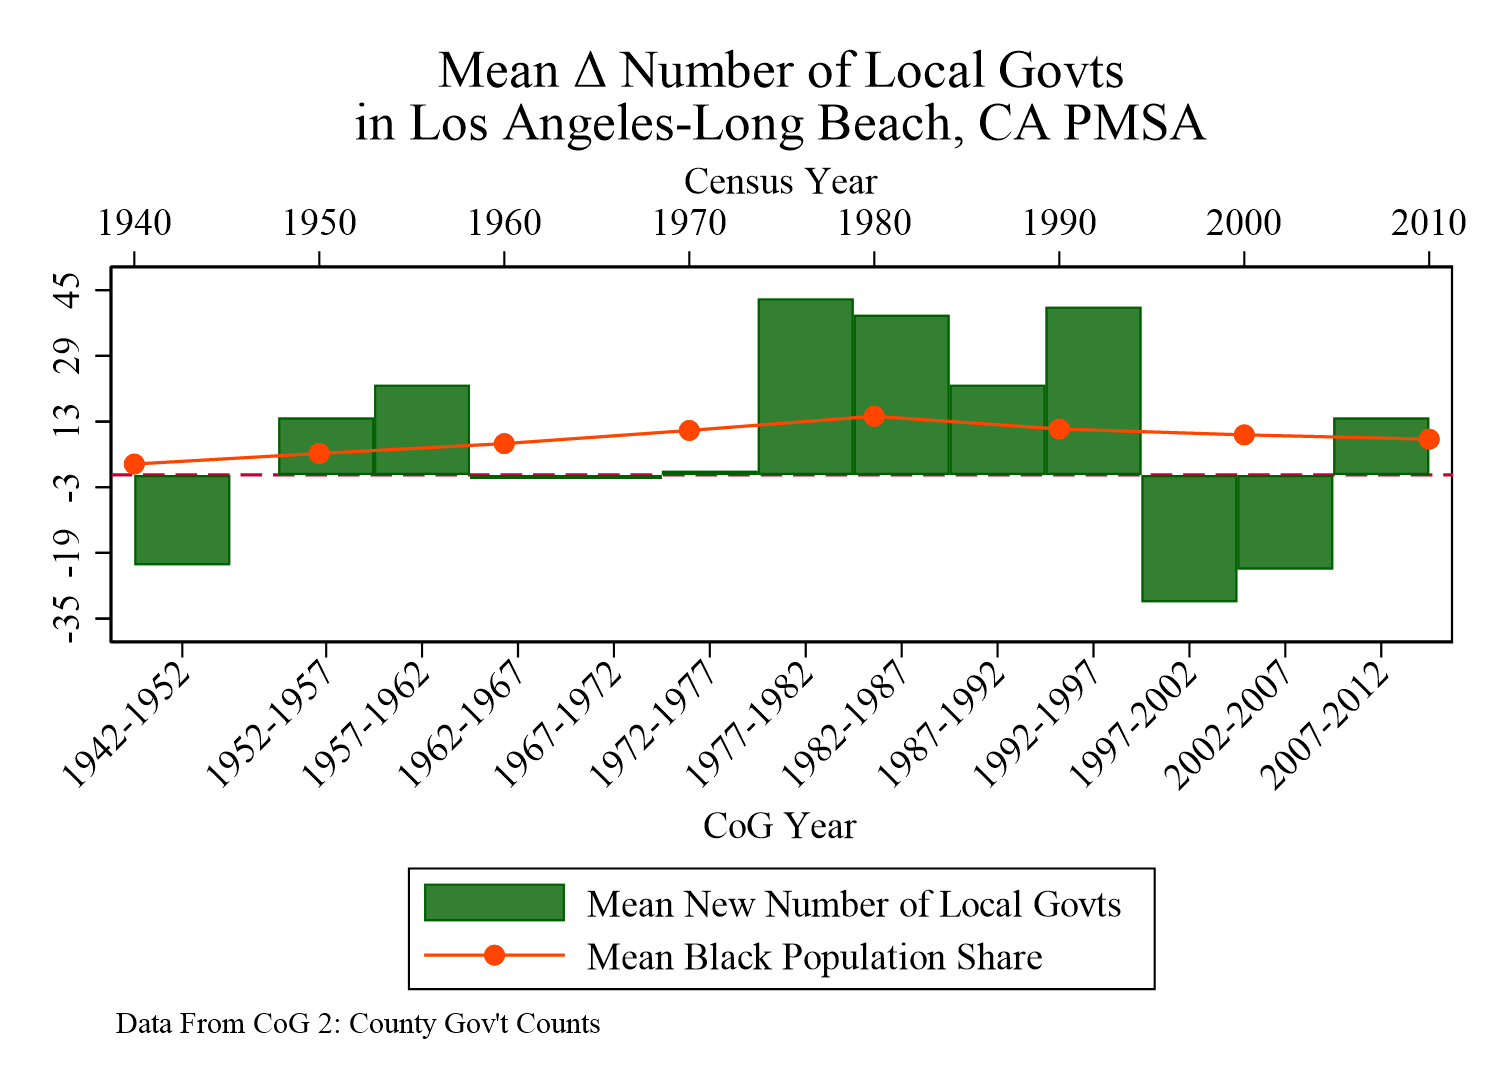 Mean Δ Number of Local Govts
in Los Angeles-Long Beach, CA PMSA
Census Year
1940 1950 1960 1970 1980 1990 2000 2010
45
29
13
-3
-19
-35
1942-1952 1952-1957 1957-1962 1962-1967 1967-1972 1972-1977 1977-1982 1982-1987 1987-1992 1992-1997 1997-2002 2002-2007 2007-2012
CoG Year
Mean New Number of Local Govts
Mean Black Population Share
Data From CoG 2: County Gov't Counts